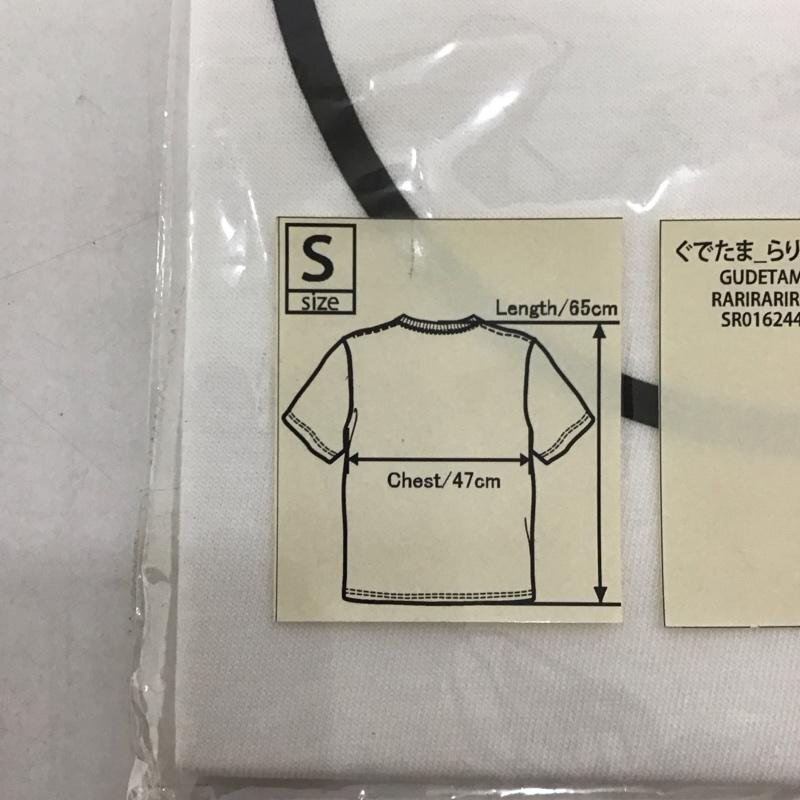 S
size
Length/65cm
Chest/47cm
ぐでたま_らり
GUDETAM
RARIRARIR
SR016244